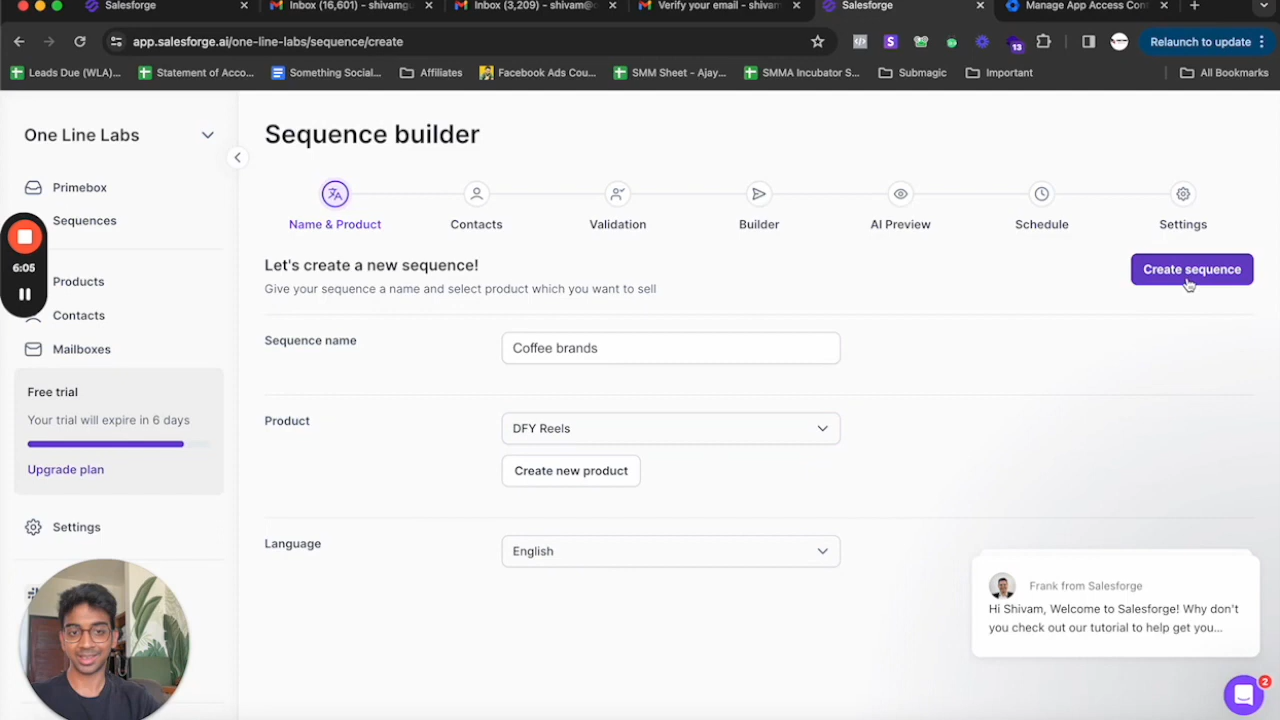 Salesforge
Inbox (16,601) - shivamgu
Inbox (3,209) - shivam@
Verify your email - shivam
Salesforge
Manage App Access Con
app.salesforge.ai/one-line-labs/sequence/create
Relaunch to update
Leads Due (WLA)...
Statement of Acco...
Something Social...
Affiliates
Facebook Ads Cou...
SMM Sheet - Ajay...
SMMA Incubator S...
Submagic
Important
All Bookmarks
13
One Line Labs
Primebox
Sequences
6:05
Products
Contacts
Mailboxes
Free trial
Your trial will expire in 6 days
Upgrade plan
Settings
Sequence builder
Name & Product
Contacts
Validation
Builder
AI Preview
Schedule
Settings
Let's create a new sequence!
Give your sequence a name and select product which you want to sell
Create sequence
Sequence name
Coffee brands
Product
DFY Reels
Create new product
Language
English
Frank from Salesforge
Hi Shivam, Welcome to Salesforge! Why don't
you check out our tutorial to help get you...
2